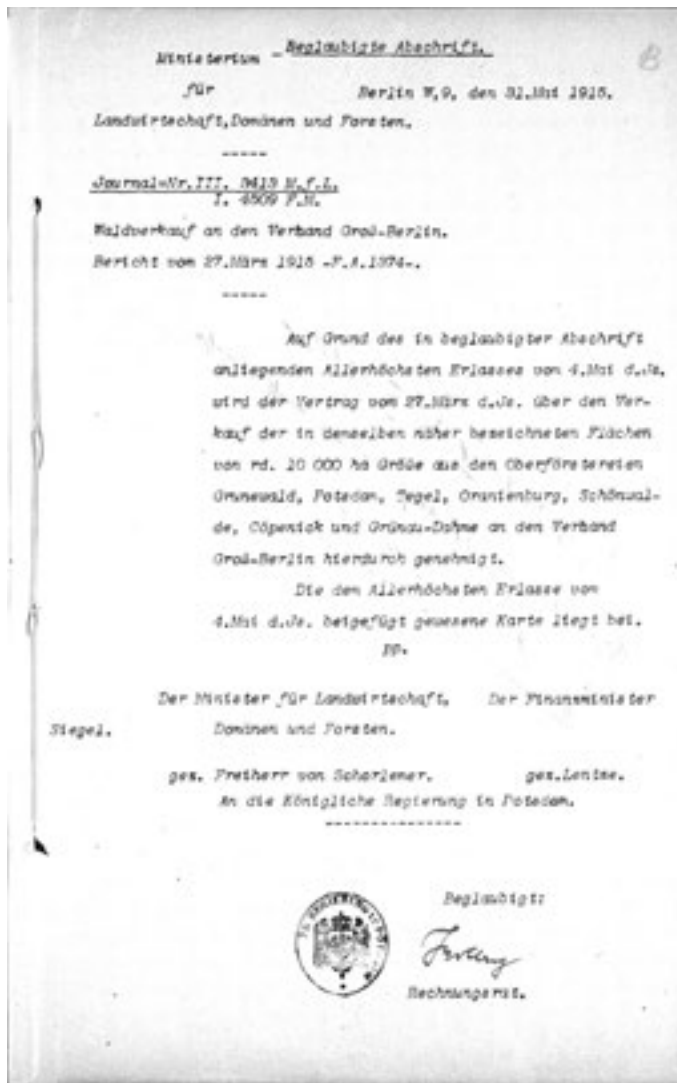 Beglaubigte Abschrift.
Ministerium
für
Berlin W,9, den 31.Mai 1915.
Landwirtschaft,Domänen und Forsten.
-----
Journal-Nr.III. 3413 M.f.L.
I. 4509 F.M.
Waldverkauf an den Verband Groß-Berlin.
Bericht vom 27.März 1915 -F.A.1374-.
-----
Auf Grund des in beglaubigter Abschrift
anliegenden Allerhöchsten Erlasses vom 4.Mai d.Js.
wird der Vertrag vom 27.März d.Js. über den Ver-
kauf der in demselben näher bezeichneten Flächen
von rd. 10 000 ha Größe aus den Oberförstereien
Grunewald, Potsdam, Tegel, Oranienburg, Schönwal-
de, Cöpenick und Grünau-Dahme an den Verband
Groß-Berlin hierdurch genehmigt.
Die dem Allerhöchsten Erlasse vom
4.Mai d.Js. beigefügt gewesene Karte liegt bei.
pp.
Der Minister für Landwirtschaft, Der Finanzminister
Siegel. Domänen und Forsten.
gez. Freiherr von Schorlemer. gez.Lentze.
An die Königliche Regierung in Potsdam.
---------------
Beglaubigt:
Rechnungsrat.